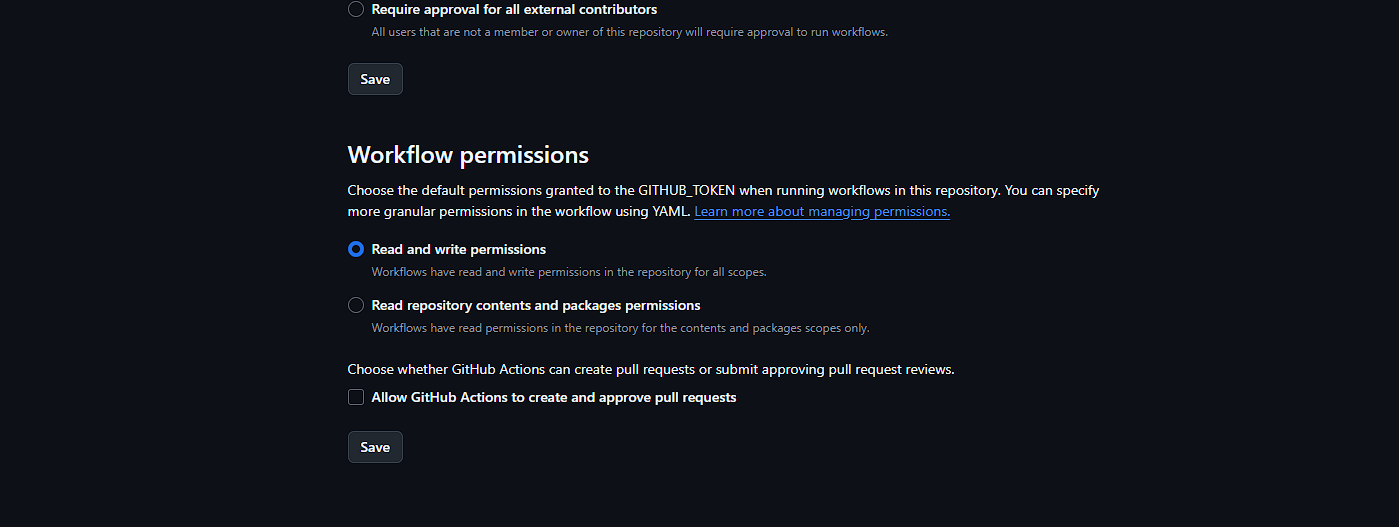 Require approval for all external contributors
All users that are not a member or owner of this repository will require approval to run workflows.
Save
Workflow permissions
Choose the default permissions granted to the GITHUB_TOKEN when running workflows in this repository. You can specify
more granular permissions in the workflow using YAML. Learn more about managing permissions.
Read and write permissions
Workflows have read and write permissions in the repository for all scopes.
Read repository contents and packages permissions
Workflows have read permissions in the repository for the contents and packages scopes only.
Choose whether GitHub Actions can create pull requests or submit approving pull request reviews.
Allow GitHub Actions to create and approve pull requests
Save